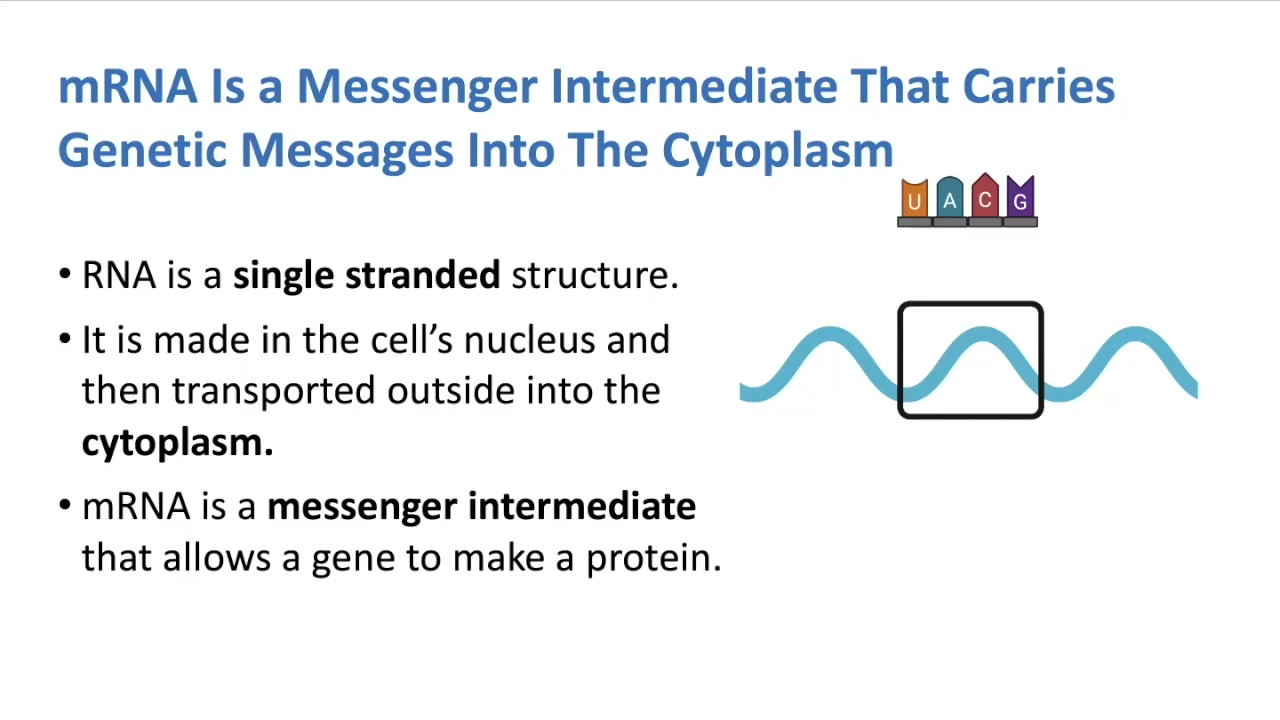 mRNA Is a Messenger Intermediate That Carries
Genetic Messages Into The Cytoplasm
U A C G
• RNA is a single stranded structure.
• It is made in the cell’s nucleus and
then transported outside into the
cytoplasm.
• mRNA is a messenger intermediate
that allows a gene to make a protein.